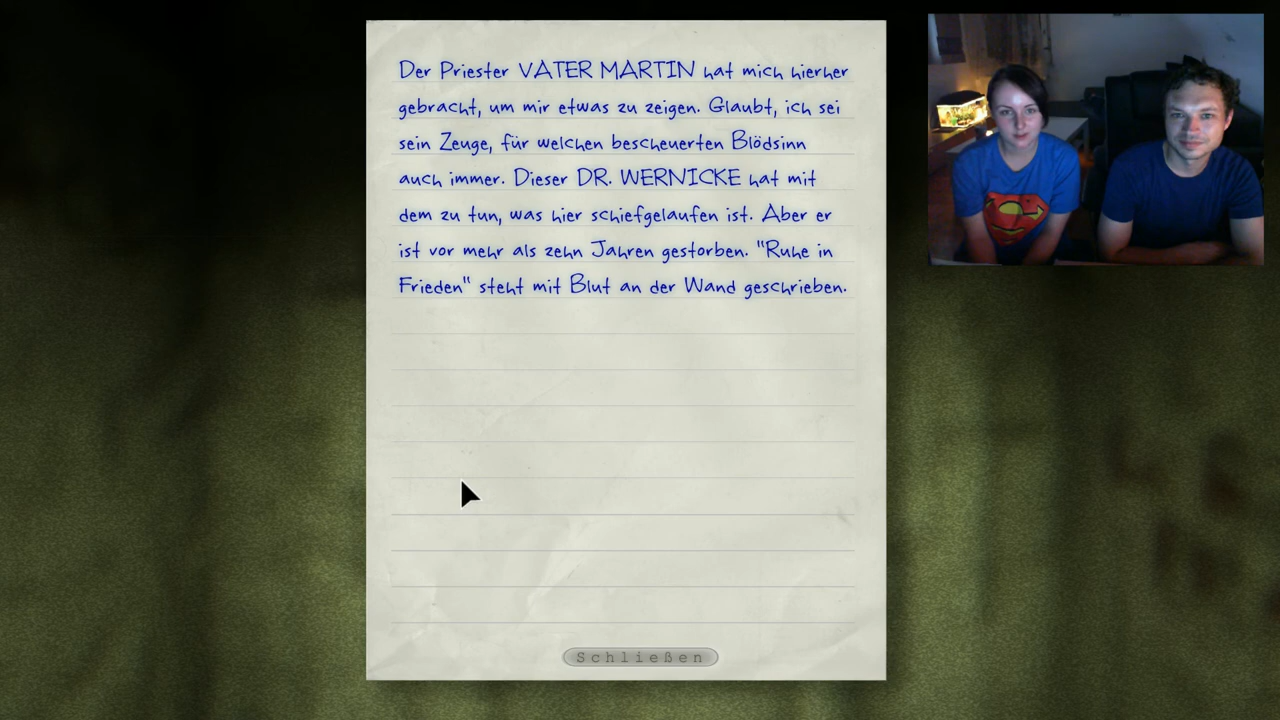 Der Priester VATER MARTIN hat mich hierher
gebracht, um mir etwas zu zeigen. Glaubt, ich sei
sein Zeuge, für welchen bescheuerten Blödsinn
auch immer. Dieser DR. WERNICKE hat mit
dem zu tun, was hier schiefgelaufen ist. Aber er
ist vor mehr als zehn Jahren gestorben. "Ruhe in
Frieden" steht mit Blut an der Wand geschrieben.
Schließen